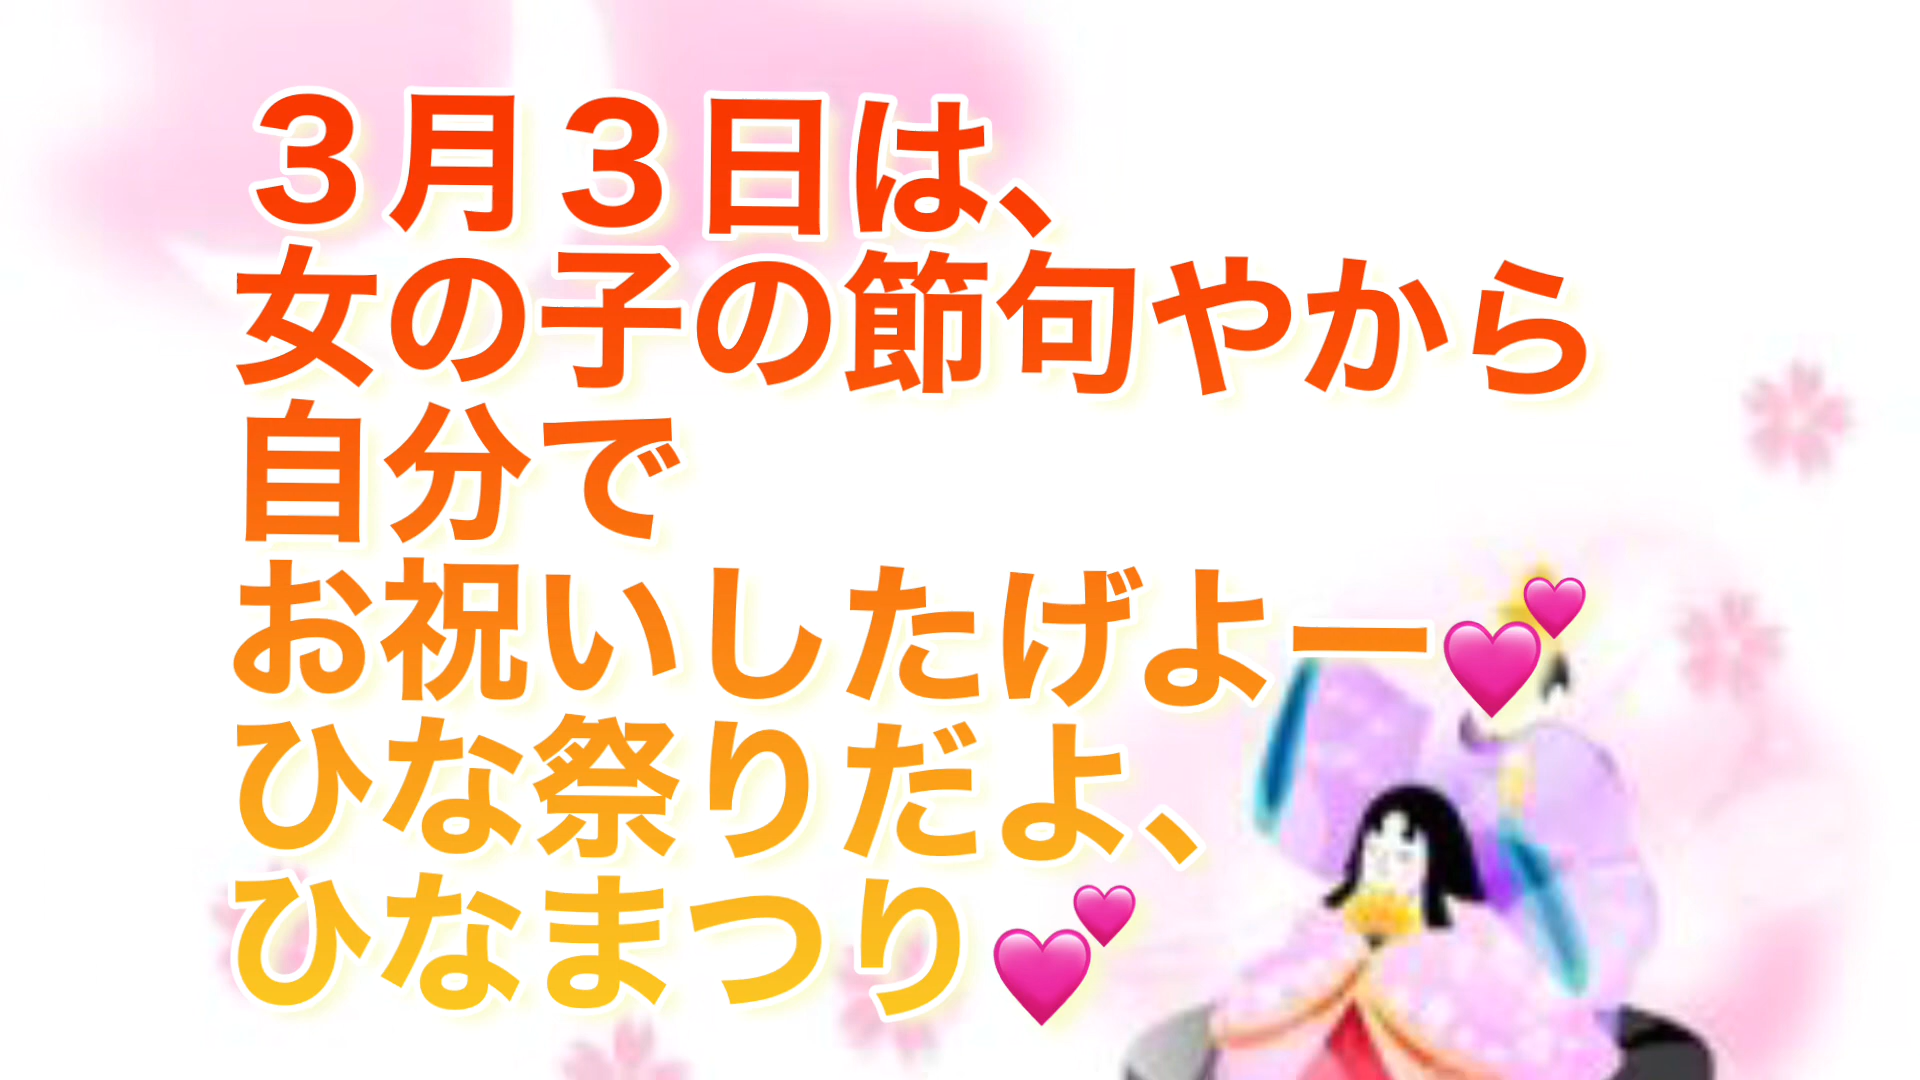 ３月３日は、
女の子の節句やから
自分で
お祝いしたげよー💕
ひな祭りだよ、
ひなまつり💕